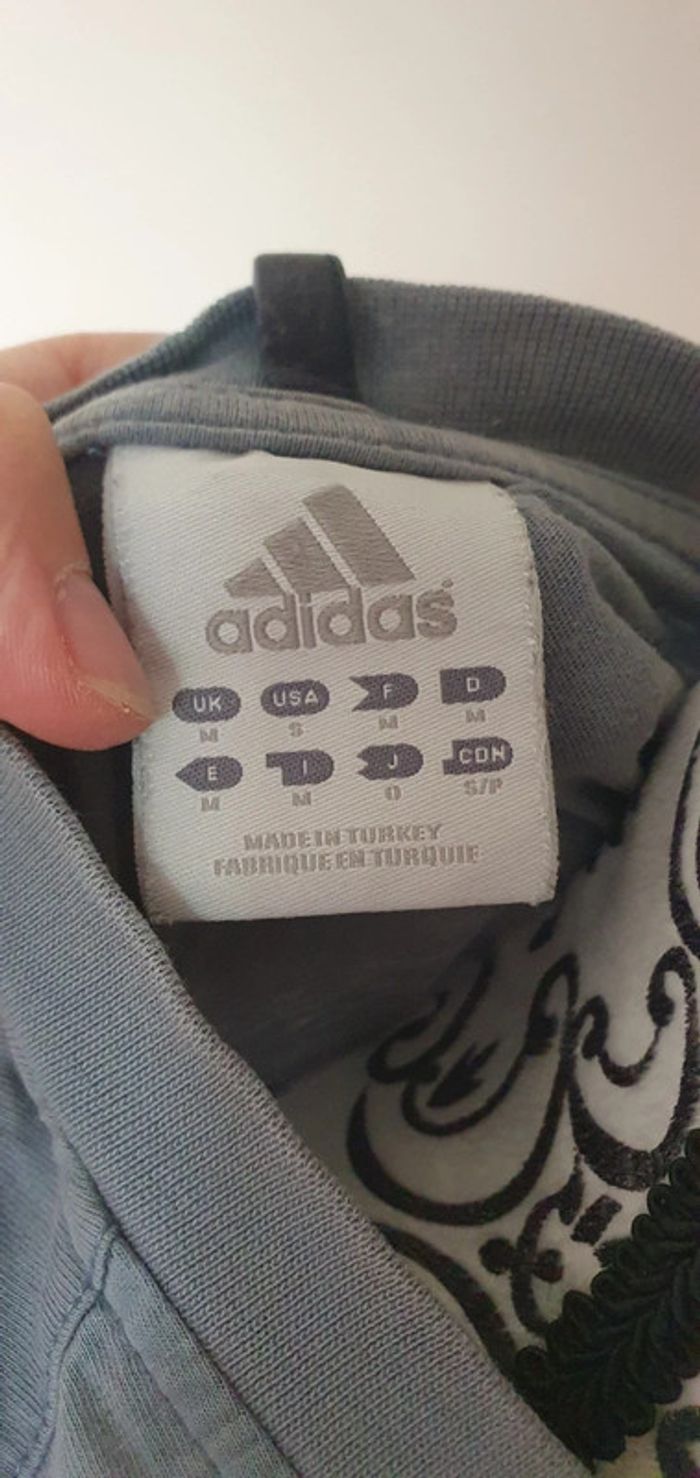 adidas
UK USA F D
M S M M
E I J CDN
M M O S/P
MADE IN TURKEY
FABRIQUE EN TURQUIE